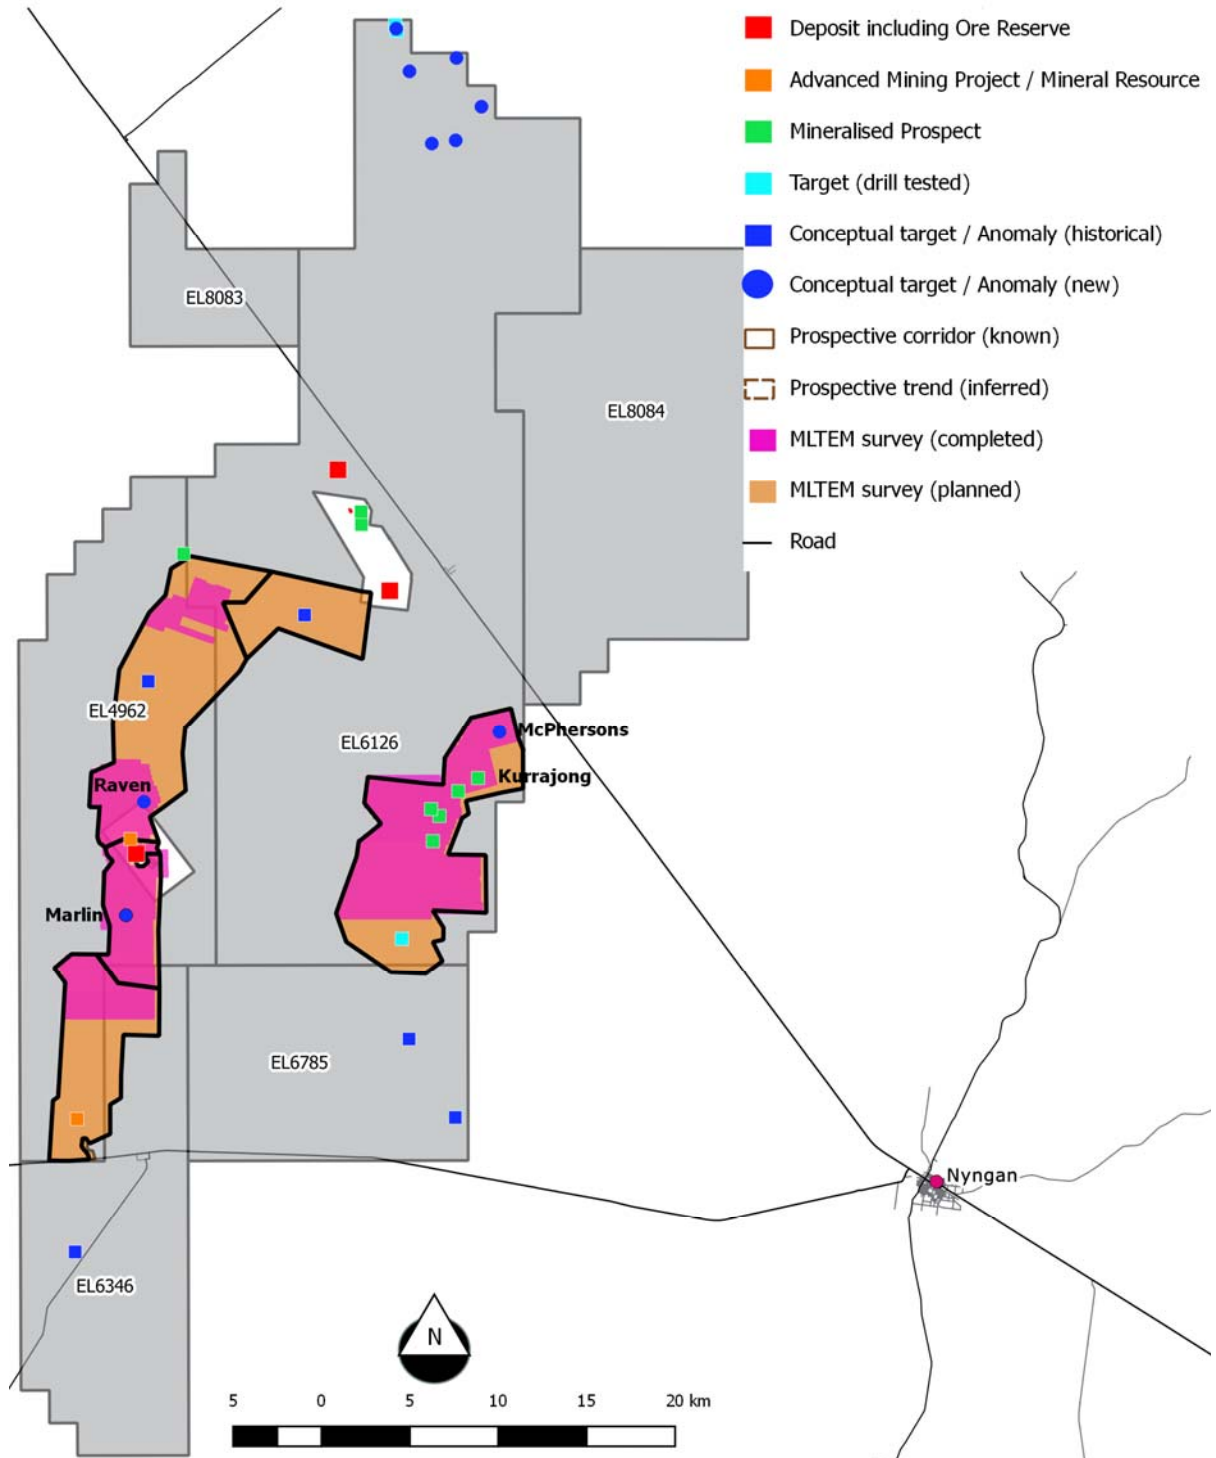 Deposit including Ore Reserve
Advanced Mining Project / Mineral Resource
Mineralised Prospect
Target (drill tested)
Conceptual target / Anomaly (historical)
Conceptual target / Anomaly (new)
Prospective corridor (known)
Prospective trend (inferred)
MLTEM survey (completed)
MLTEM survey (planned)
Road
EL8083
EL8084
EL4962
EL6126
McPhersons
Kurrajong
Raven
Marlin
EL6785
Nyngan
EL6346
N
5 0 5 10 15 20 km